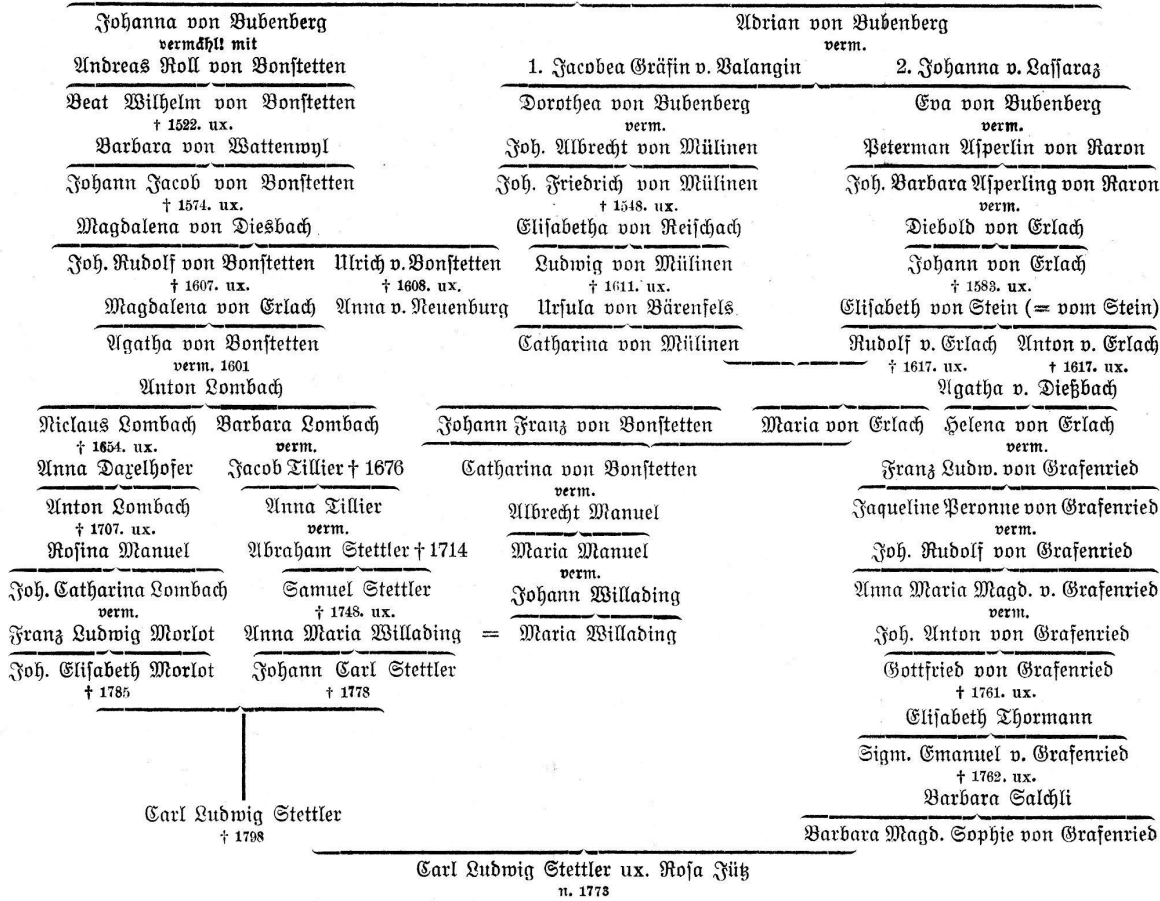 Johanna von Bubenberg
vermählt mit
Andreas Roll von Bonstetten
Adrian von Bubenberg
verm.
1. Jacobea Gräfin v. Valangin
2. Johanna v. Lassaraz
Beat Wilhelm von Bonstetten
† 1522. ux.
Barbara von Wattenwyl
Dorothea von Bubenberg
verm.
Joh. Albrecht von Mülinen
Eva von Bubenberg
verm.
Peterman Asperlin von Raron
Johann Jacob von Bonstetten
† 1574. ux.
Magdalena von Diesbach
Joh. Friedrich von Mülinen
† 1548. ux.
Elisabetha von Reischach
Joh. Barbara Asperling von Raron
verm.
Diebold von Erlach
Joh. Rudolf von Bonstetten
† 1607. ux.
Magdalena von Erlach
Ulrich v. Bonstetten
† 1608. ux.
Anna v. Neuenburg
Ludwig von Mülinen
† 1611. ux.
Ursula von Bärenfels
Johann von Erlach
† 1583. ux.
Elisabeth von Stein (= vom Stein)
Agatha von Bonstetten
verm. 1601
Anton Lombach
Catharina von Mülinen
Rudolf v. Erlach
† 1617. ux.
Anton v. Erlach
† 1617. ux.
Agatha v. Dießbach
Niclaus Lombach
† 1654. ux.
Anna Daxelhofer
Barbara Lombach
verm.
Jacob Tillier † 1676
Johann Franz von Bonstetten
Maria von Erlach
Helena von Erlach
verm.
Franz Ludw. von Grafenried
Catharina von Bonstetten
verm.
Albrecht Manuel
Anton Lombach
† 1707. ux.
Rosina Manuel
Anna Tillier
verm.
Abraham Stettler † 1714
Maria Manuel
verm.
Johann Willading
Jaqueline Peronne von Grafenried
verm.
Joh. Rudolf von Grafenried
Joh. Catharina Lombach
verm.
Franz Ludwig Morlot
Samuel Stettler
† 1748. ux.
Anna Maria Willading = Maria Willading
Anna Maria Magd. v. Grafenried
verm.
Joh. Anton von Grafenried
Joh. Elisabeth Morlot
† 1785
Johann Carl Stettler
† 1778
Gottfried von Grafenried
† 1761. ux.
Elisabeth Thormann
Sigm. Emanuel v. Grafenried
† 1762. ux.
Barbara Salchli
Carl Ludwig Stettler
† 1798
Barbara Magd. Sophie von Grafenried
Carl Ludwig Stettler ux. Rosa Jütz
n. 1773